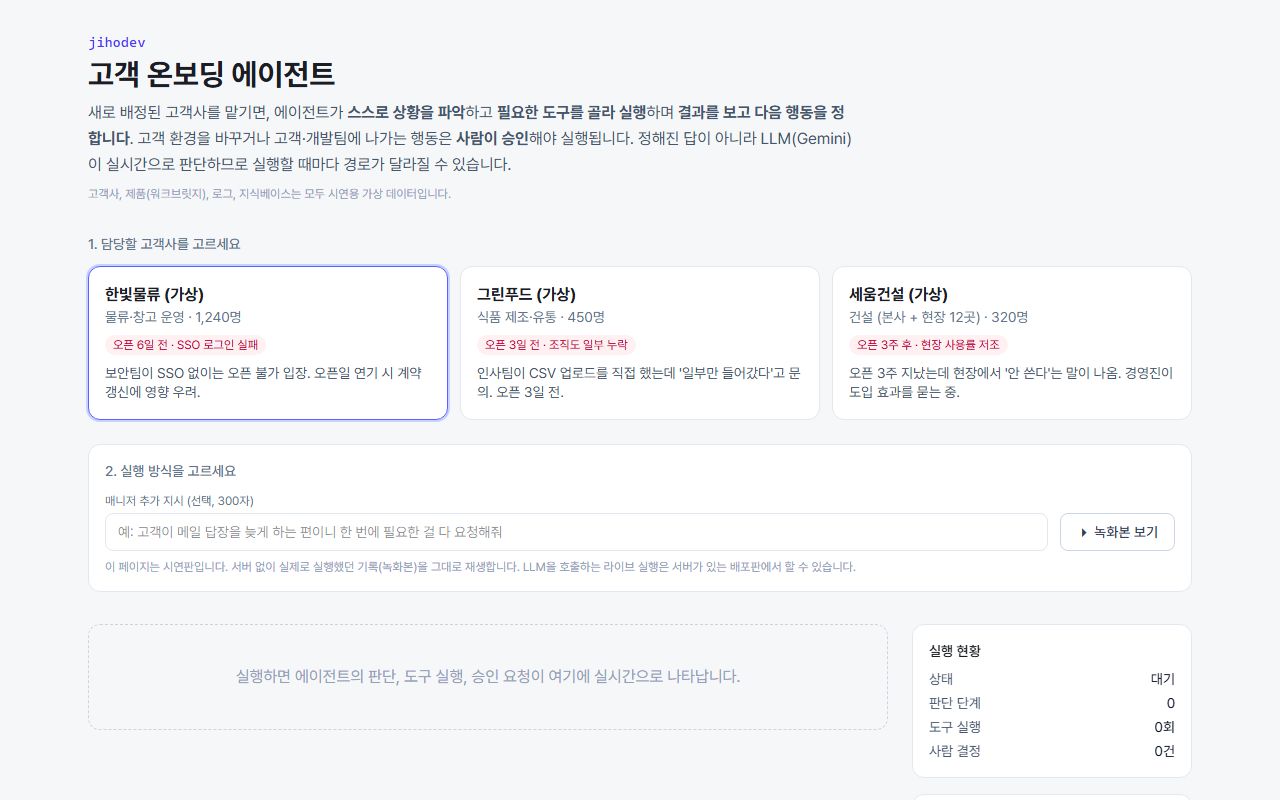 jihodev
고객 온보딩 에이전트
새로 배정된 고객사를 맡기면, 에이전트가 스스로 상황을 파악하고 필요한 도구를 골라 실행하며 결과를 보고 다음 행동을 정
합니다. 고객 환경을 바꾸거나 고객·개발팀에 나가는 행동은 사람이 승인해야 실행됩니다. 정해진 답이 아니라 LLM(Gemini)
이 실시간으로 판단하므로 실행할 때마다 경로가 달라질 수 있습니다.
고객사, 제품(워크브릿지), 로그, 지식베이스는 모두 시연용 가상 데이터입니다.
1. 담당할 고객사를 고르세요
한빛물류 (가상)
물류·창고 운영 · 1,240명
오픈 6일 전 · SSO 로그인 실패
보안팀이 SSO 없이는 오픈 불가 입장. 오픈일 연기 시 계약
갱신에 영향 우려.
그린푸드 (가상)
식품 제조·유통 · 450명
오픈 3일 전 · 조직도 일부 누락
인사팀이 CSV 업로드를 직접 했는데 '일부만 들어갔다'고 문
의. 오픈 3일 전.
세움건설 (가상)
건설 (본사 + 현장 12곳) · 320명
오픈 3주 후 · 현장 사용률 저조
오픈 3주 지났는데 현장에서 '안 쓴다'는 말이 나옴. 경영진이
도입 효과를 묻는 중.
2. 실행 방식을 고르세요
매니저 추가 지시 (선택, 300자)
예: 고객이 메일 답장을 늦게 하는 편이니 한 번에 필요한 걸 다 요청해줘
녹화본 보기
이 페이지는 시연판입니다. 서버 없이 실제로 실행했던 기록(녹화본)을 그대로 재생합니다. LLM을 호출하는 라이브 실행은 서버가 있는 배포판에서 할 수 있습니다.
실행하면 에이전트의 판단, 도구 실행, 승인 요청이 여기에 실시간으로 나타납니다.
실행 현황
상태 대기
판단 단계 0
도구 실행 0회
사람 결정 0건